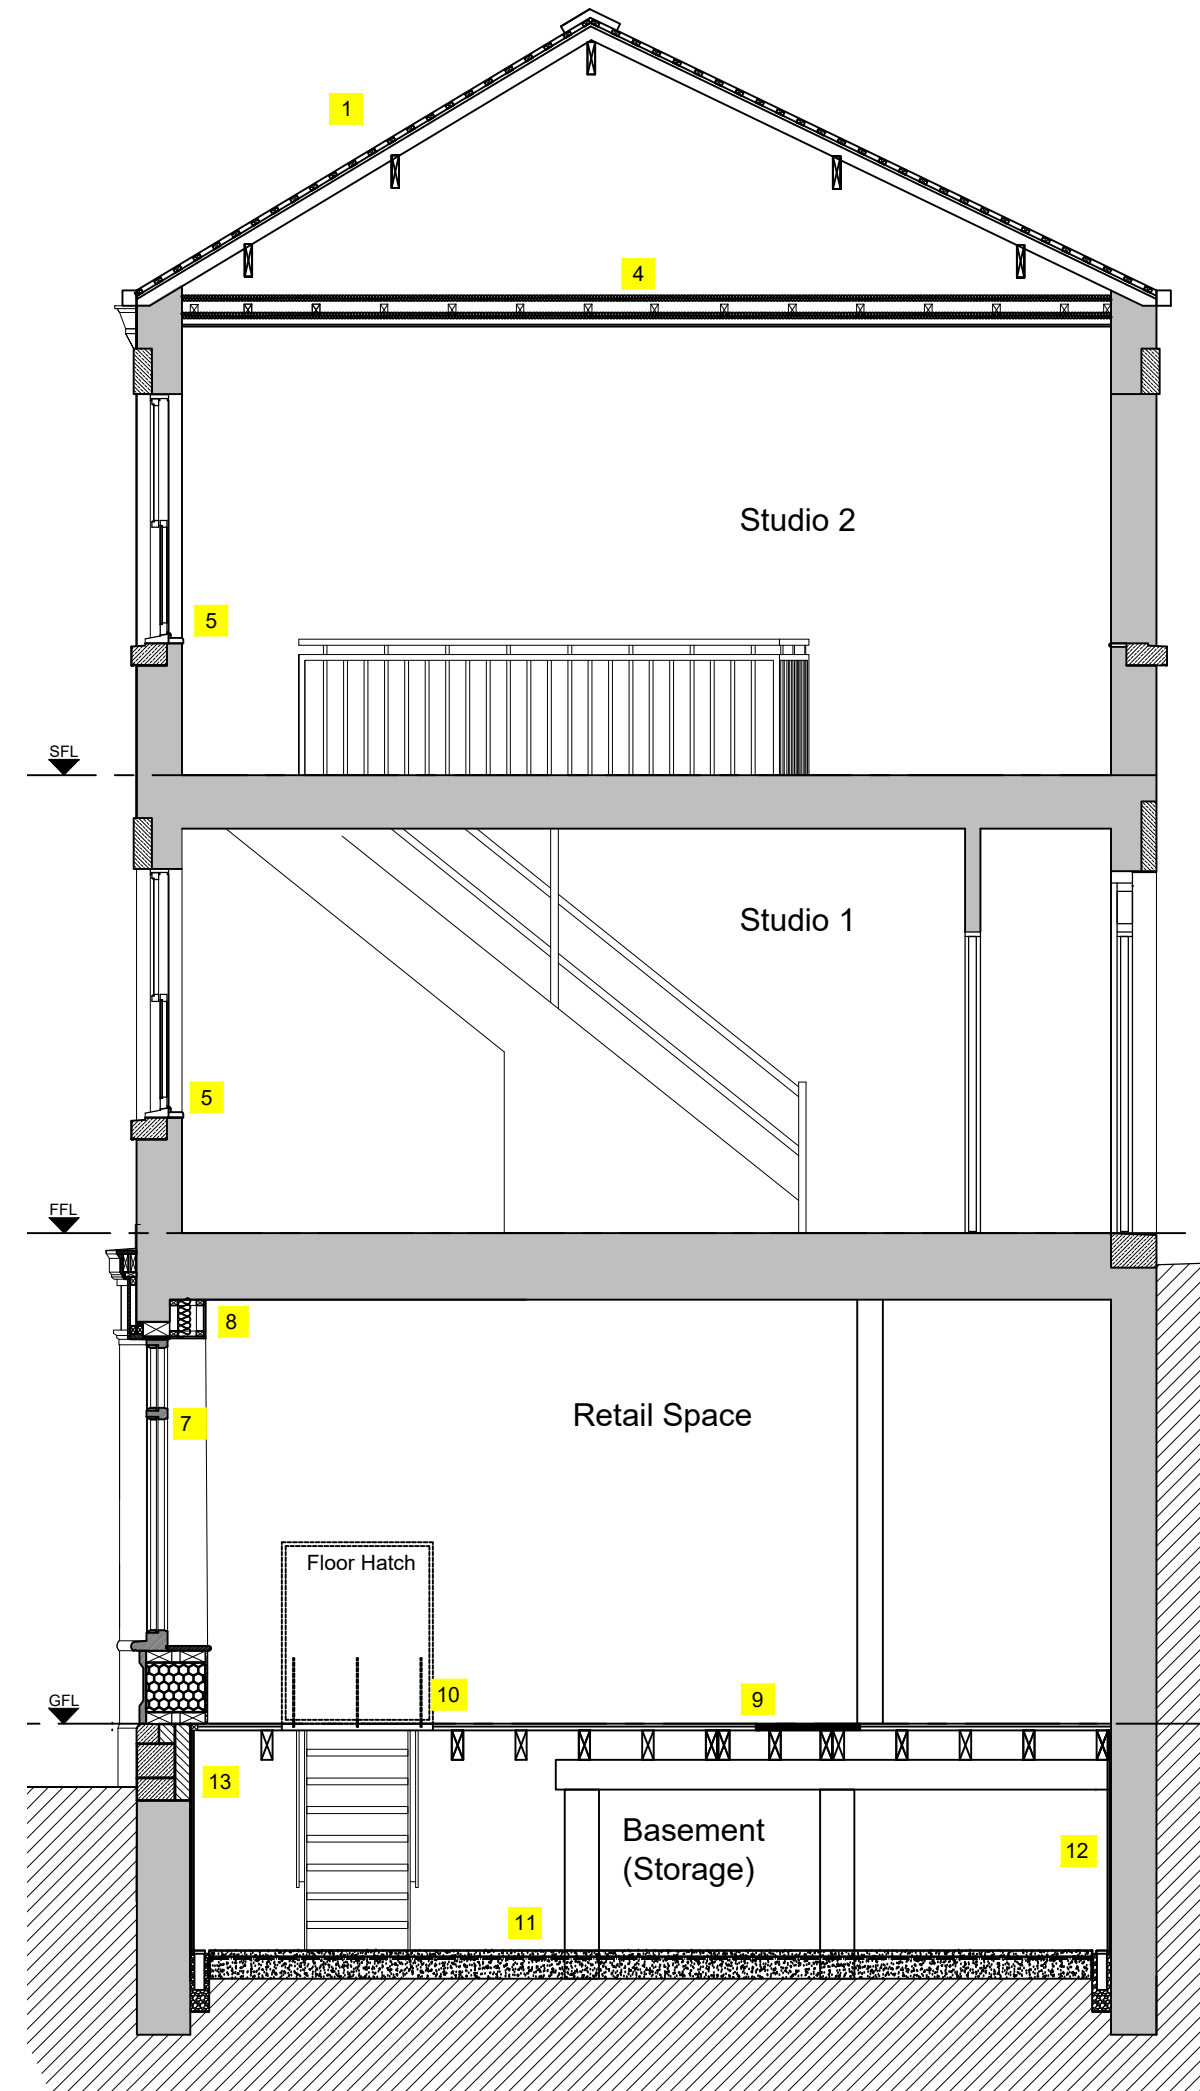 1
4
Studio 2
5
SFL
Studio 1
5
FFL
8
Retail Space
7
Floor Hatch
10
9
GFL
13
Basement
(Storage)
12
11